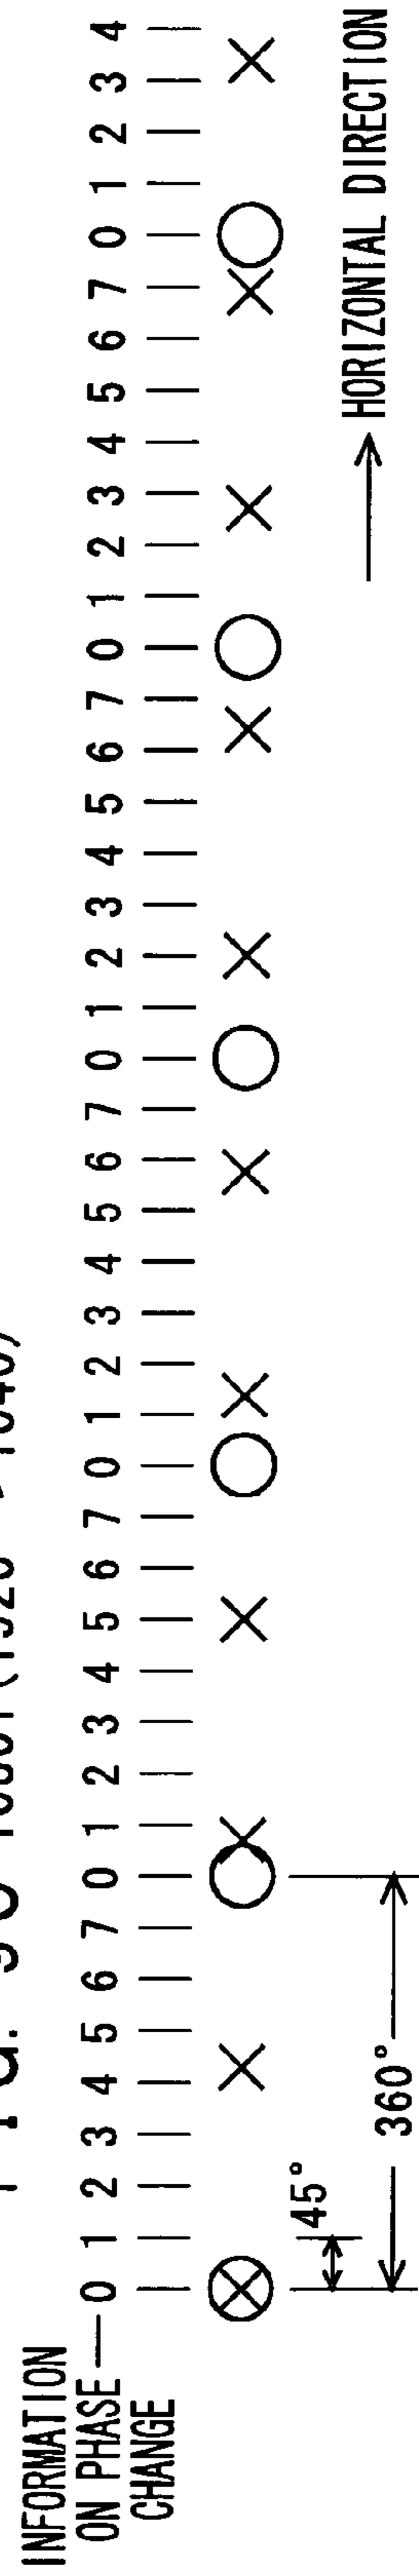 FIG.
INFORMATION
ON PHASE
CHANGE
0 1 2 3 4 5 6 7 0 1 2 3 4 5 6 7 0 1 2 3 4 5 6 7 0 1 2 3 4 5 6 7 0 1 2 3 4 5 6 7 0 1 2 3 4
45°
360°
HORIZONTAL DIRECTION